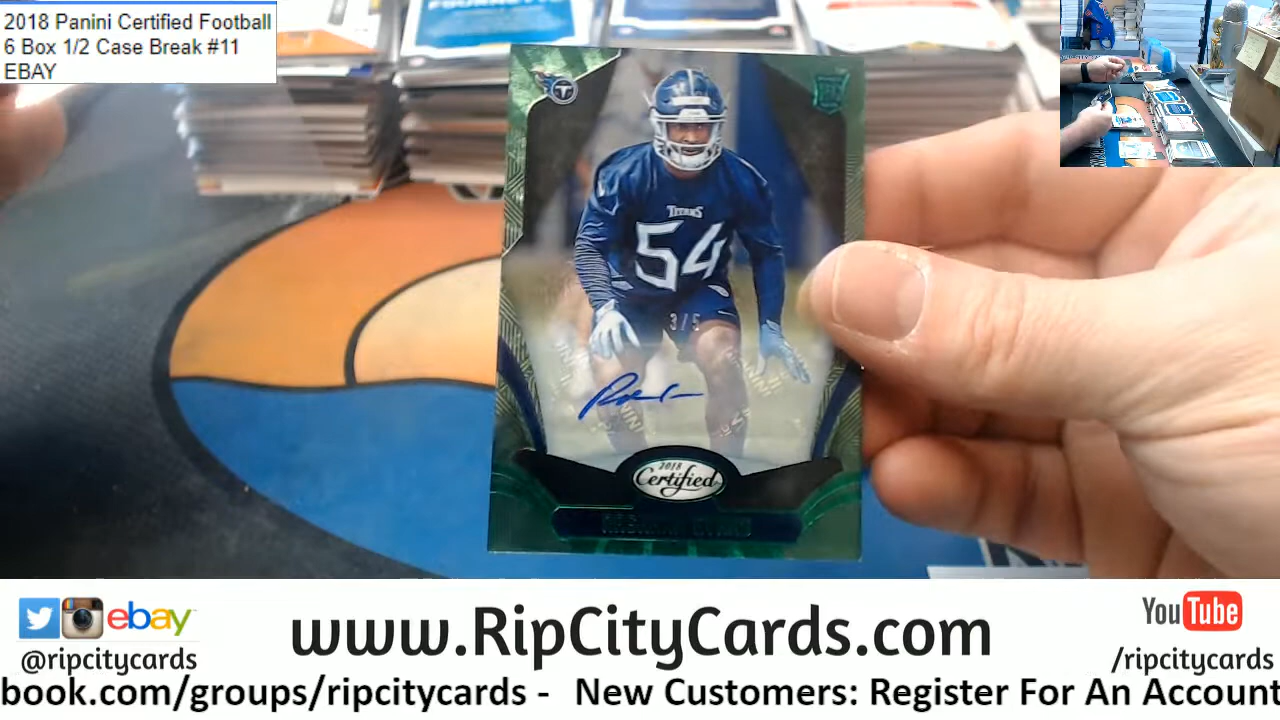 2018 Panini Certified Football
6 Box 1/2 Case Break #11
EBAY
FOURNETTE
TITANS
54
3/5
2018
Certified
ebay
@ripcitycards
www.RipCityCards.com
YouTube
/ripcitycards
book.com/groups/ripcitycards - New Customers: Register For An Account